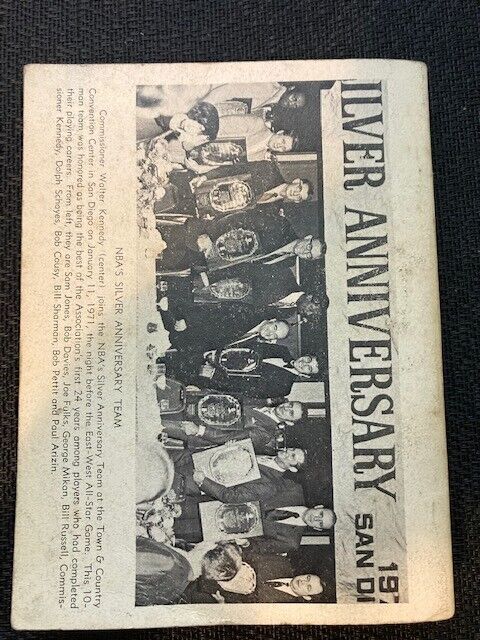 ILVER ANNIVERSARY
197
SAN DI
NBA'S SILVER ANNIVERSARY TEAM
Commissioner Walter Kennedy (center) joins the NBA's Silver Anniversary Team at the Town & Country
Convention Center in San Diego on January 11, 1971, the night before the East-West All-Star Game. This 10-
man team was honored as being the best of the Association's first 24 years among players who had completed
their playing careers. From left, they are Sam Jones, Bob Davies, Joe Fulks, George Mikan, Bill Russell, Commis-
sioner Kennedy, Dolph Schayes, Bob Cousy, Bill Sharman, Bob Pettit and Paul Arizin.